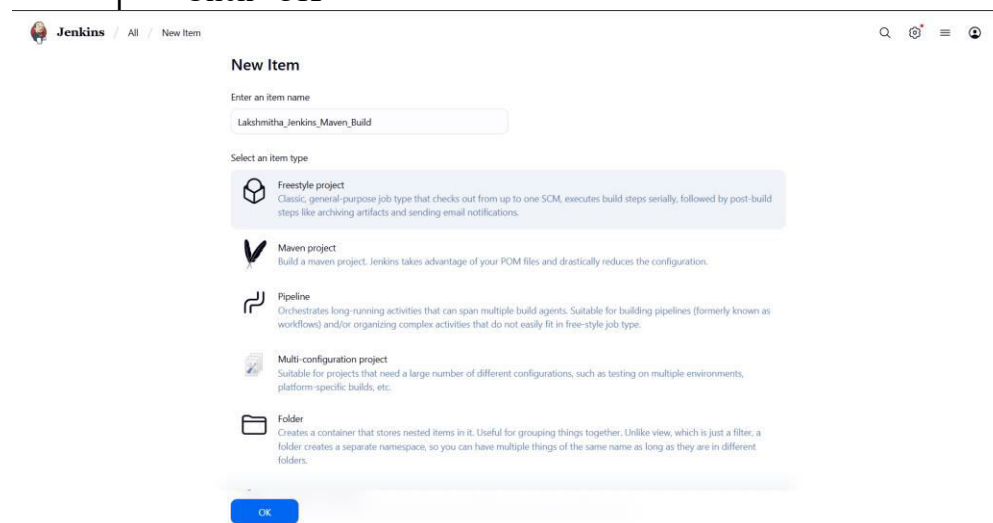 Jenkins / All / New Item
New Item
Enter an item name
Lakshmitha_Jenkins_Maven_Build
Select an item type
Freestyle project
Classic, general-purpose job type that checks out from up to one SCM, executes build steps serially, followed by post-build
steps like archiving artifacts and sending email notifications.
Maven project
Build a maven project. Jenkins takes advantage of your POM files and drastically reduces the configuration.
Pipeline
Orchestrates long-running activities that can span multiple build agents. Suitable for building pipelines (formerly known as
workflows) and/or organizing complex activities that do not easily fit in free-style job type.
Multi-configuration project
Suitable for projects that need a large number of different configurations, such as testing on multiple environments,
platform-specific builds, etc.
Folder
Creates a container that stores nested items in it. Useful for grouping things together. Unlike view, which is just a filter, a
folder creates a separate namespace, so you can have multiple things of the same name as long as they are in different
folders.
OK